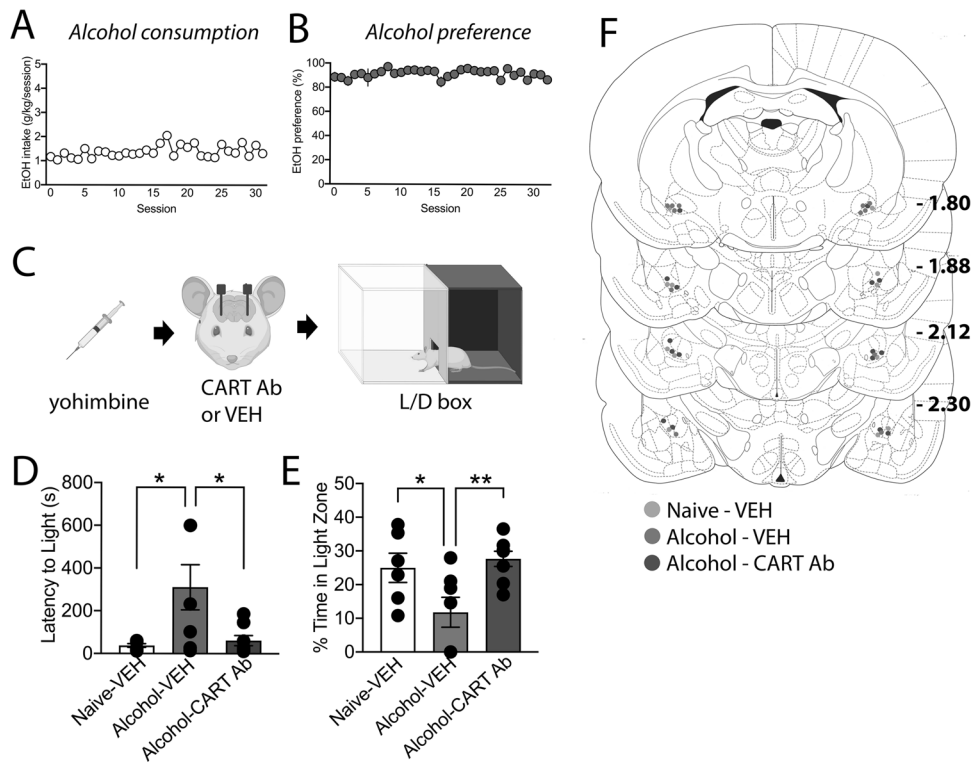 A
Alcohol consumption
EtOH intake (g/kg/session)
5
4
3
2
1
0
0
5
10
15
20
25
30
Session
B
Alcohol preference
EtOH preference (%)
100
80
60
40
20
0
0
5
10
15
20
25
30
Session
C
yohimbine
CART Ab
or VEH
L/D box
D
Latency to Light (s)
800
600
400
200
0
*
*
Naive-VEH
Alcohol-VEH
Alcohol-CART Ab
E
% Time in Light Zone
50
40
30
20
10
0
*
**
Naive-VEH
Alcohol-VEH
Alcohol-CART Ab
F
- 1.80
- 1.88
- 2.12
- 2.30
Naive - VEH
Alcohol - VEH
Alcohol - CART Ab